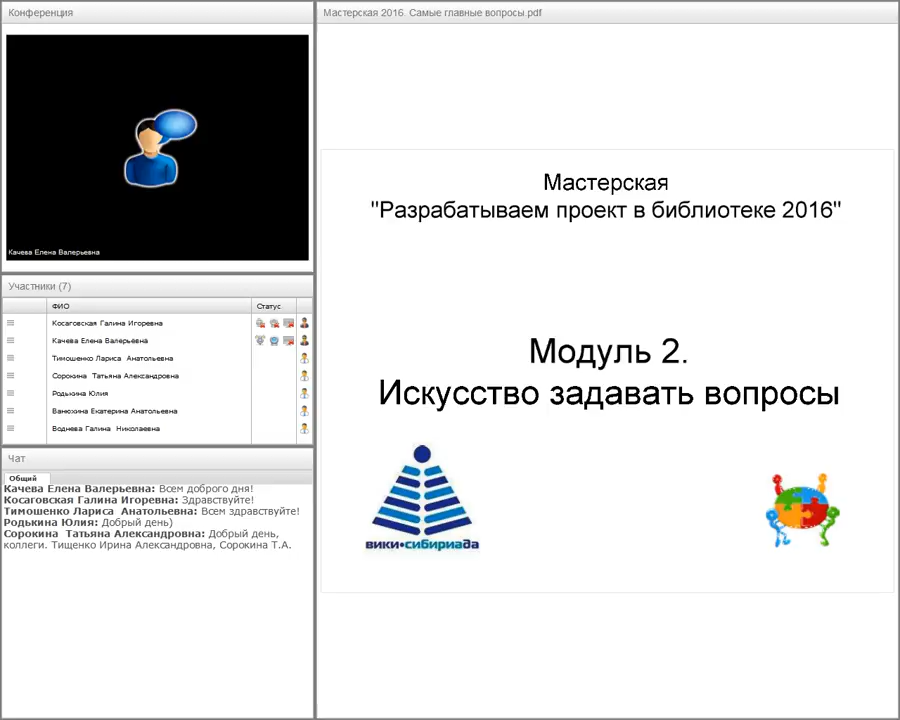 Конференция
Качева Елена Валерьевна
Участники (7)
ФИО Статус
Косаговская Галина Игоревна
Качева Елена Валерьевна
Тимошенко Лариса Анатольевна
Сорокина Татьяна Александровна
Родькина Юлия
Ванюхина Екатерина Анатольевна
Воднева Галина Николаевна
Чат
Общий
Качева Елена Валерьевна: Всем доброго дня!
Косаговская Галина Игоревна: Здравствуйте!
Тимошенко Лариса Анатольевна: Всем здравствуйте!
Родькина Юлия: Добрый день)
Сорокина Татьяна Александровна: Добрый день,
коллеги. Тищенко Ирина Александровна, Сорокина Т.А.
Мастерская 2016. Самые главные вопросы.pdf
Мастерская
"Разрабатываем проект в библиотеке 2016"
Модуль 2.
Искусство задавать вопросы
вики•сибириада